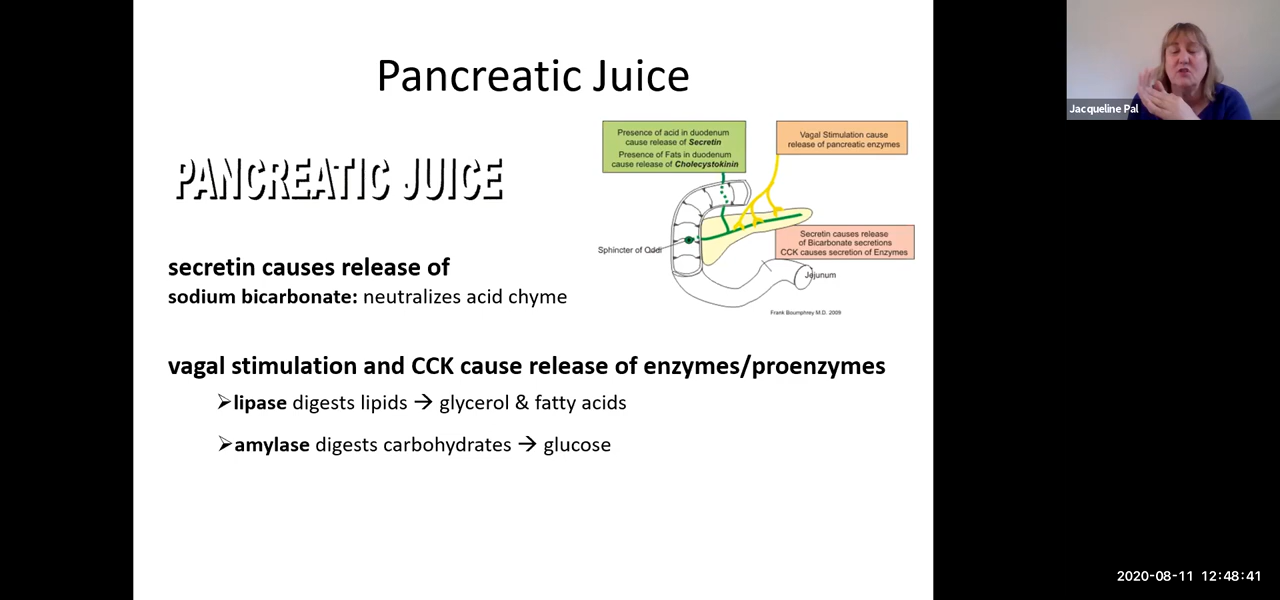 Pancreatic Juice
PANCREATIC JUICE
Presence of acid in duodenum
cause release of Secretin
Presence of Fats in duodenum
cause release of Cholecystokinin
Vagal Stimulation cause
release of pancreatic enzymes
Secretin causes release
of Bicarbonate secretions
CCK causes secretion of Enzymes
Sphincter of Oddi
Jejunum
Frank Boumphrey M.D. 2009
secretin causes release of
sodium bicarbonate: neutralizes acid chyme
vagal stimulation and CCK cause release of enzymes/proenzymes
➢lipase digests lipids → glycerol & fatty acids
➢amylase digests carbohydrates → glucose
Jacqueline Pal
2020-08-11 12:48:41